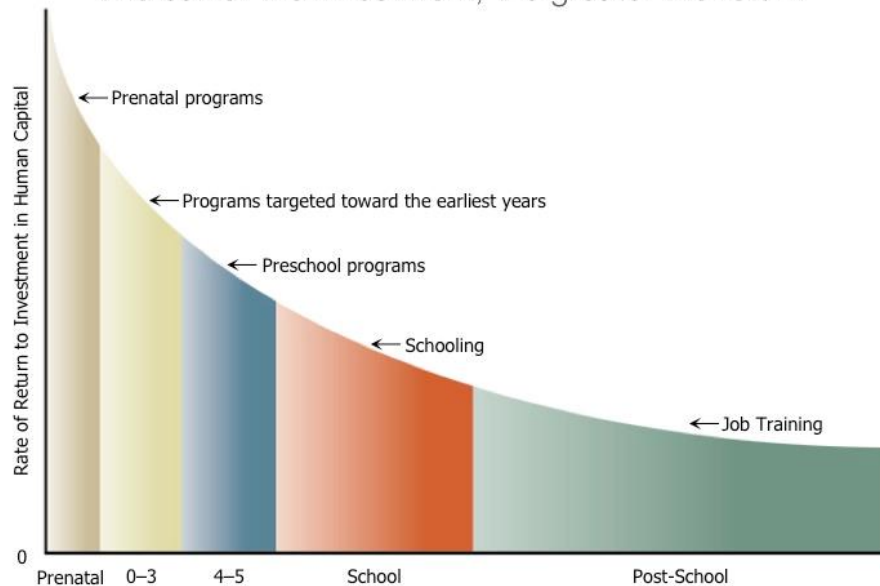 Prenatal programs
Programs targeted toward the earliest years
Preschool programs
Schooling
Job Training
Rate of Return to Investment in Human Capital
0
Prenatal
0–3
4–5
School
Post-School